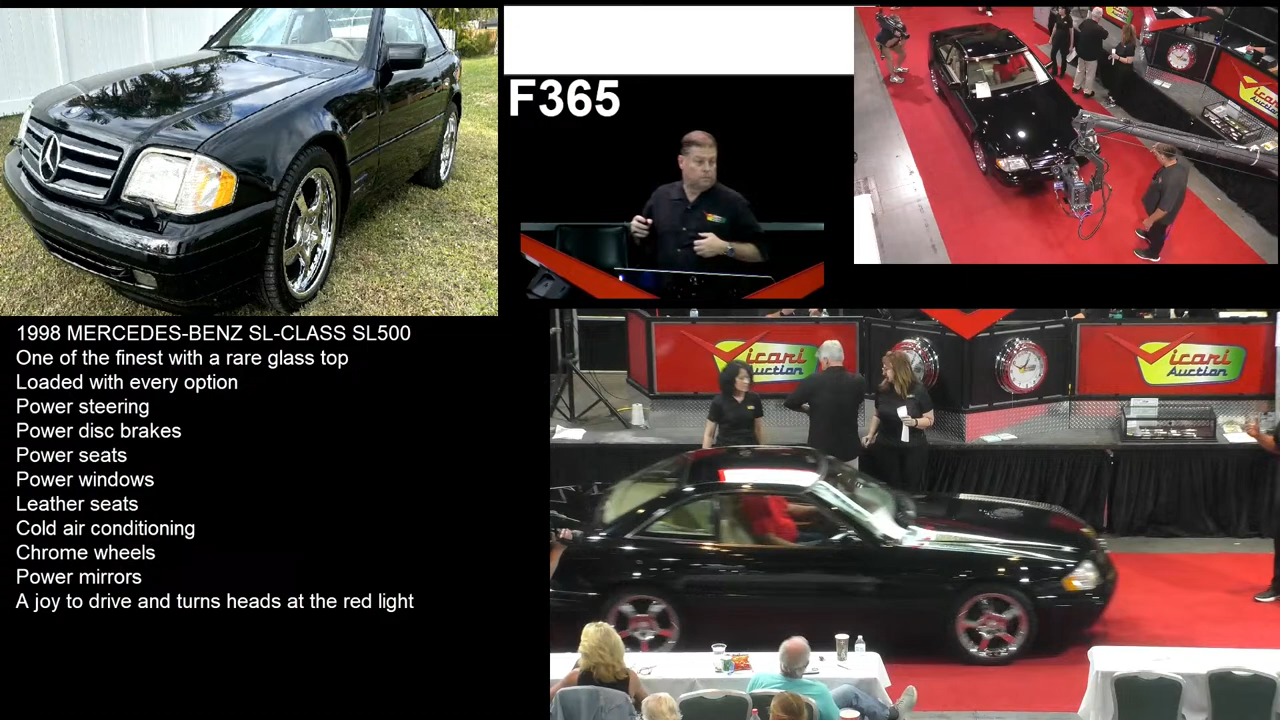 F365
1998 MERCEDES-BENZ SL-CLASS SL500
One of the finest with a rare glass top
Loaded with every option
Power steering
Power disc brakes
Power seats
Power windows
Leather seats
Cold air conditioning
Chrome wheels
Power mirrors
A joy to drive and turns heads at the red light
Vicari
Auction
Vicari
Auction
Vicari
Auction